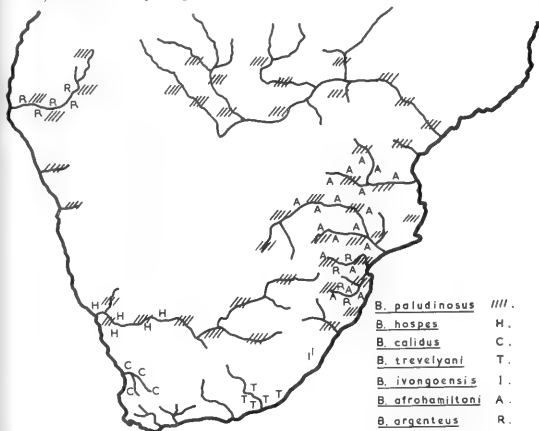 R
R R
R R
A
A A A
A
A A A
A A
A A
A
A R
R
R
A R A
H
H H
H
I
C C
C C
T
T T T
T
B. paludinosus ////.
B. hospes H.
B. calidus C.
B. trevelyani T.
B. ivongoensis I.
B. afrohamiltoni A.
B. argenteus R.